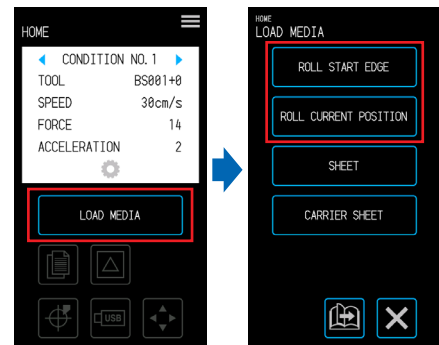 HOME
CONDITION NO.1
TOOL BS001+0
SPEED 30cm/s
FORCE 14
ACCELERATION 2
LOAD MEDIA
USB
HOME
LOAD MEDIA
ROLL START EDGE
ROLL CURRENT POSITION
SHEET
CARRIER SHEET